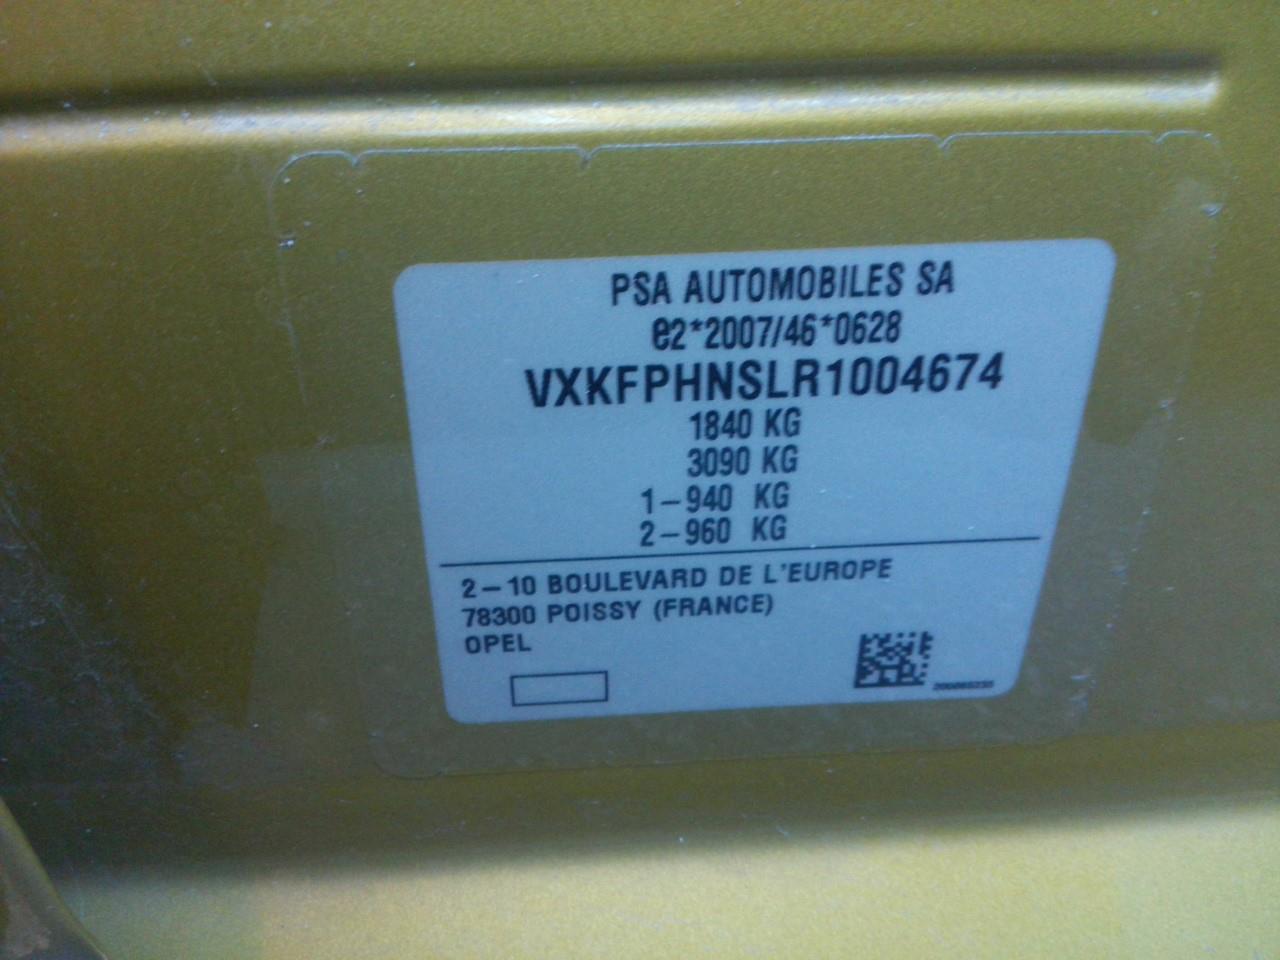 PSA AUTOMOBILES SA
e2*2007/46*0628
VXKFPHNSLR1004674
1840 KG
3090 KG
1-940 KG
2-960 KG
2-10 BOULEVARD DE L'EUROPE
78300 POISSY (FRANCE)
OPEL